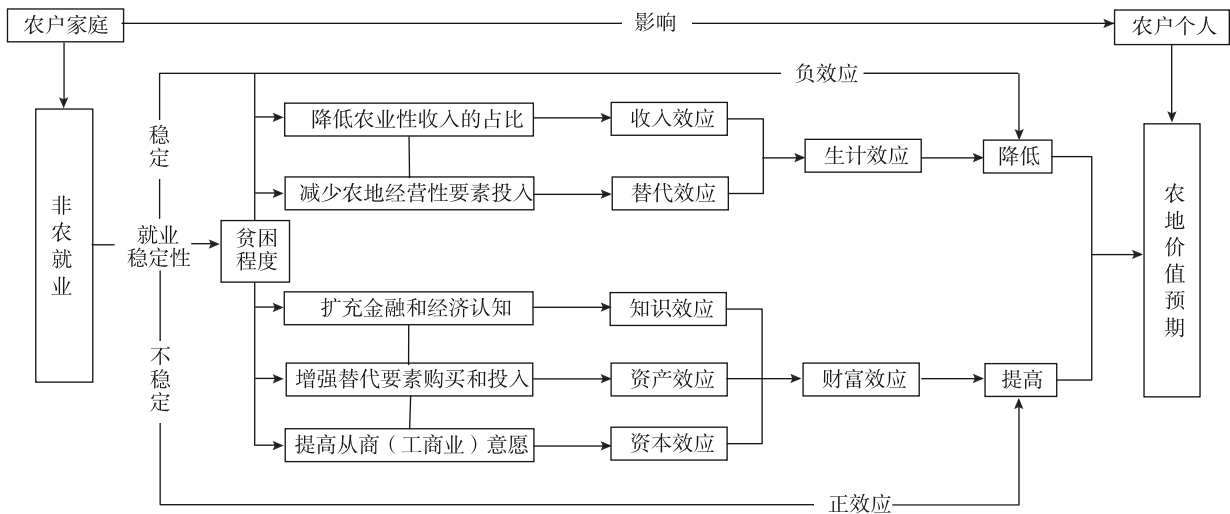 农户家庭
影响
农户个人
负效应
稳定
降低农业性收入的占比
收入效应
生计效应
降低
减少农地经营性要素投入
替代效应
非农就业
就业
稳定性
贫困
程度
农地价值预期
扩充金融和经济认知
知识效应
不稳定
增强替代要素购买和投入
资产效应
财富效应
提高
提高从商（工商业）意愿
资本效应
正效应